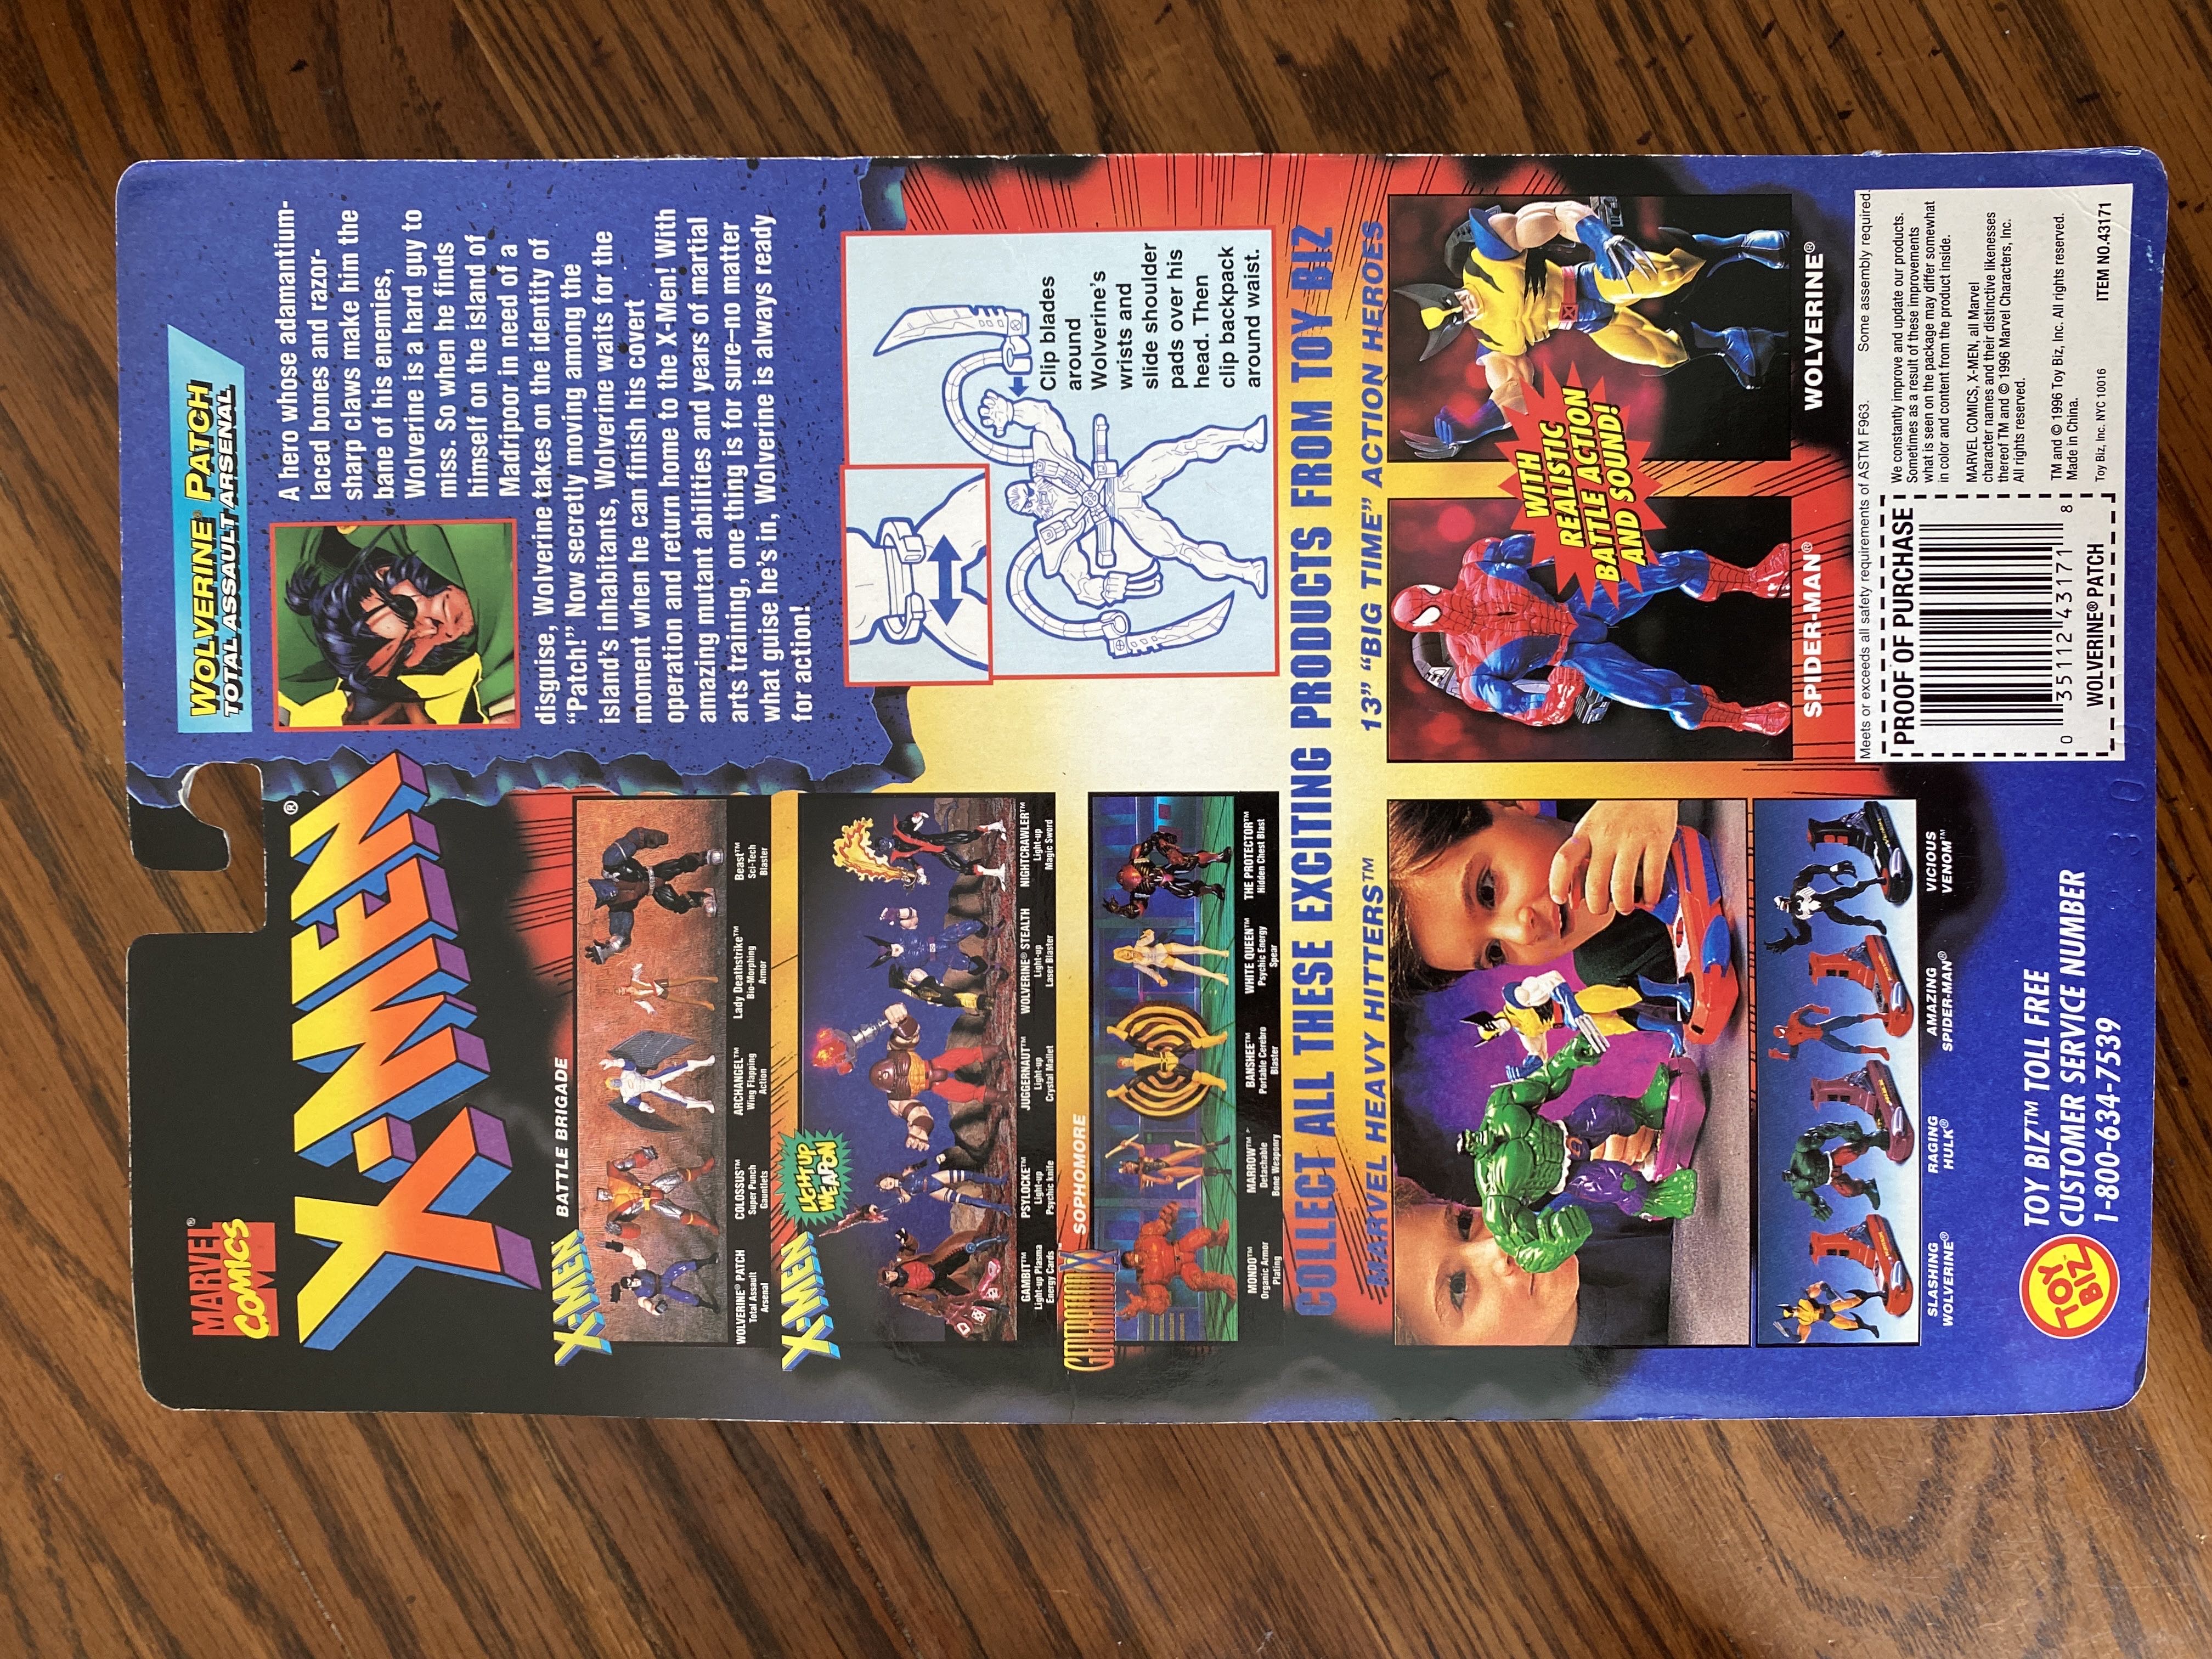 MARVEL®
COMICS
X-MEN®
WOLVERINE® PATCH
TOTAL ASSAULT ARSENAL
A hero whose adamantium-
laced bones and razor-
sharp claws make him the
bane of his enemies,
Wolverine is a hard guy to
miss. So when he finds
himself on the island of
Madripoor in need of a
disguise, Wolverine takes on the identity of
“Patch!” Now secretly moving among the
island's inhabitants, Wolverine waits for the
moment when he can finish his covert
operation and return home to the X-Men! With
amazing mutant abilities and years of martial
arts training, one thing is for sure—no matter
what guise he's in, Wolverine is always ready
for action!
X-MEN BATTLE BRIGADE
WOLVERINE® PATCH
Total Assault
Arsenal
COLOSSUS™
Super Punch
Gauntlets
ARCHANGEL™
Wing Flapping
Action
Lady Deathstrike™
Bio-Morphing
Armor
Beast™
Sci-Tech
Blaster
X-MEN
LIGHT UP
WEAPON
GAMBIT™
Light-up Plasma
Energy Cards
PSYLOCKE™
Light-up
Psychic Knife
JUGGERNAUT™
Light-up
Crystal Mallet
WOLVERINE® STEALTH
Light-up
Laser Blaster
NIGHTCRAWLER™
Light-up
Magic Sword
GENERATION X SOPHOMORE
MONDO™
Organic Armor
Plating
MARROW™
Detachable
Bone Weaponry
BANSHEE™
Portable Cerebro
Blaster
WHITE QUEEN™
Psychic Energy
Spear
THE PROTECTOR™
Hidden Chest Blast
Clip blades
around
Wolverine's
wrists and
slide shoulder
pads over his
head. Then
clip backpack
around waist.
COLLECT ALL THESE EXCITING PRODUCTS FROM TOY BIZ
MARVEL HEAVY HITTERS™
13” “BIG TIME” ACTION HEROES
WITH
REALISTIC
BATTLE ACTION
AND SOUND!
SPIDER-MAN®
WOLVERINE®
SLASHING
WOLVERINE®
RAGING
HULK®
AMAZING
SPIDER-MAN®
VICIOUS
VENOM™
TOY
BIZ
TOY BIZ™ TOLL FREE
CUSTOMER SERVICE NUMBER
1-800-634-7539
Meets or exceeds all safety requirements of ASTM F963. Some assembly required.
PROOF OF PURCHASE
0 35112 43171 8
WOLVERINE® PATCH
We constantly improve and update our products.
Sometimes as a result of these improvements
what is seen on the package may differ somewhat
in color and content from the product inside.
MARVEL COMICS, X-MEN, all Marvel
character names and their distinctive likenesses
thereof TM and © 1996 Marvel Characters, Inc.
All rights reserved.
TM and © 1996 Toy Biz, Inc. All rights reserved.
Made in China.
Toy Biz, Inc. NYC 10016 ITEM NO.43171